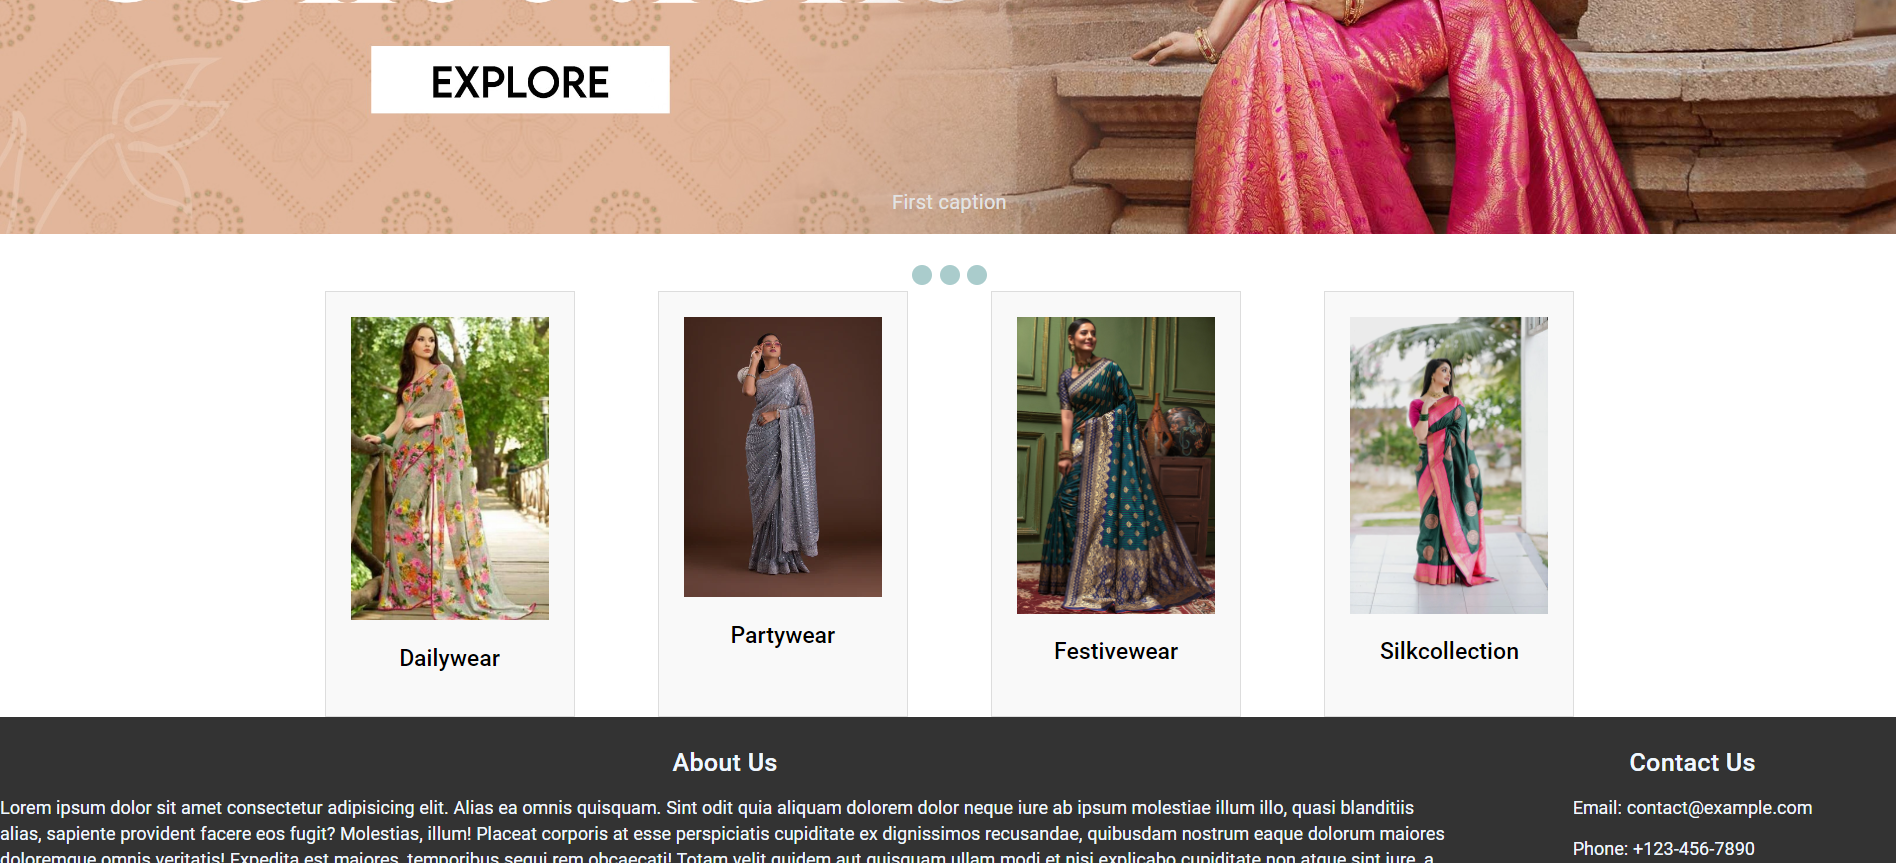 EXPLORE
First caption
Dailywear
Partywear
Festivewear
Silkcollection
About Us
Lorem ipsum dolor sit amet consectetur adipisicing elit. Alias ea omnis quisquam. Sint odit quia aliquam dolorem dolor neque iure ab ipsum molestiae illum illo, quasi blanditiis
alias, sapiente provident facere eos fugit? Molestias, illum! Placeat corporis at esse perspiciatis cupiditate ex dignissimos recusandae, quibusdam nostrum eaque dolorum maiores
doloremque omnis veritatis! Expedita est maiores, temporibus sequi rem obcaecati! Totam velit quidem aut quisquam ullam modi et nisi explicabo cupiditate non atque sint iure, a
Contact Us
Email: contact@example.com
Phone: +123-456-7890